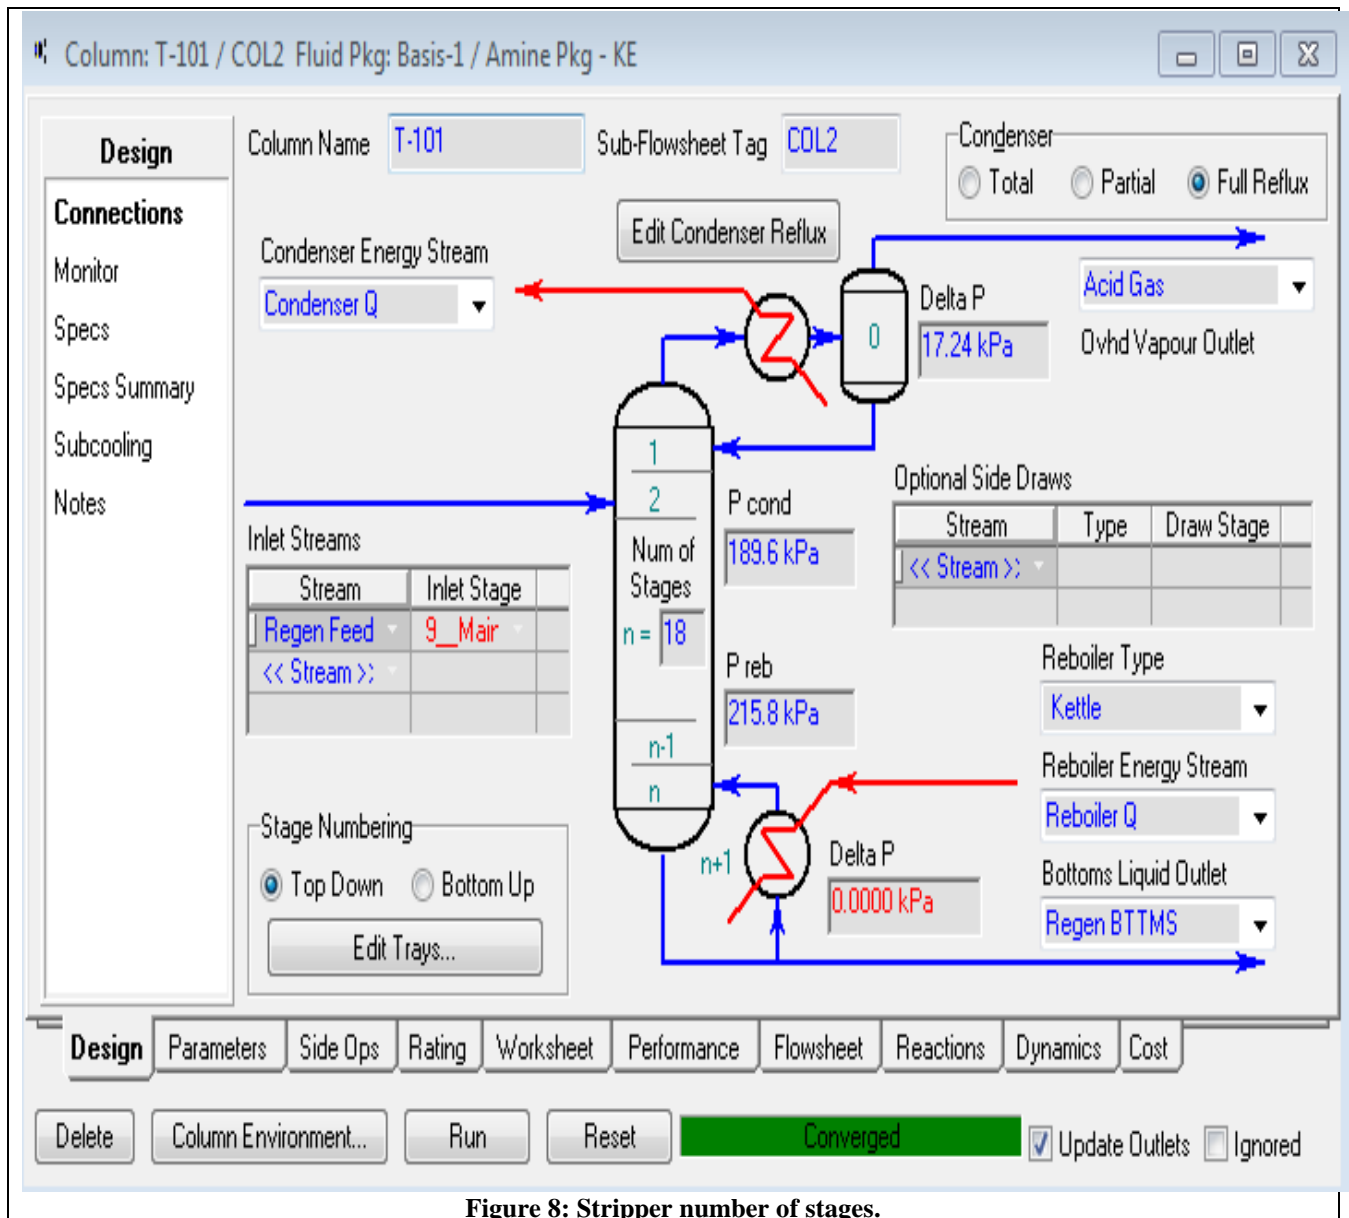 Column: T-101 / COL2 Fluid Pkg: Basis-1 / Amine Pkg - KE
Design
Connections
Monitor
Specs
Specs Summary
Subcooling
Notes
Column Name T-101
Sub-Flowsheet Tag COL2
Condenser
Total Partial Full Reflux
Edit Condenser Reflux
Condenser Energy Stream
Condenser Q
0
Delta P
17.24 kPa
Acid Gas
Ovhd Vapour Outlet
1
2
Num of
Stages
n = 18
n-1
n
P cond
189.6 kPa
P reb
215.8 kPa
Optional Side Draws
Stream Type Draw Stage
<< Stream >>
Inlet Streams
Stream Inlet Stage
Regen Feed 9__Mair
<< Stream >>
Reboiler Type
Kettle
Reboiler Energy Stream
Reboiler Q
Bottoms Liquid Outlet
Regen BTTMS
n+1
Delta P
0.0000 kPa
Stage Numbering
Top Down Bottom Up
Edit Trays...
Design Parameters Side Ops Rating Worksheet Performance Flowsheet Reactions Dynamics Cost
Delete Column Environment... Run Reset Converged Update Outlets Ignored
Figure 8: Stripper number of stages.